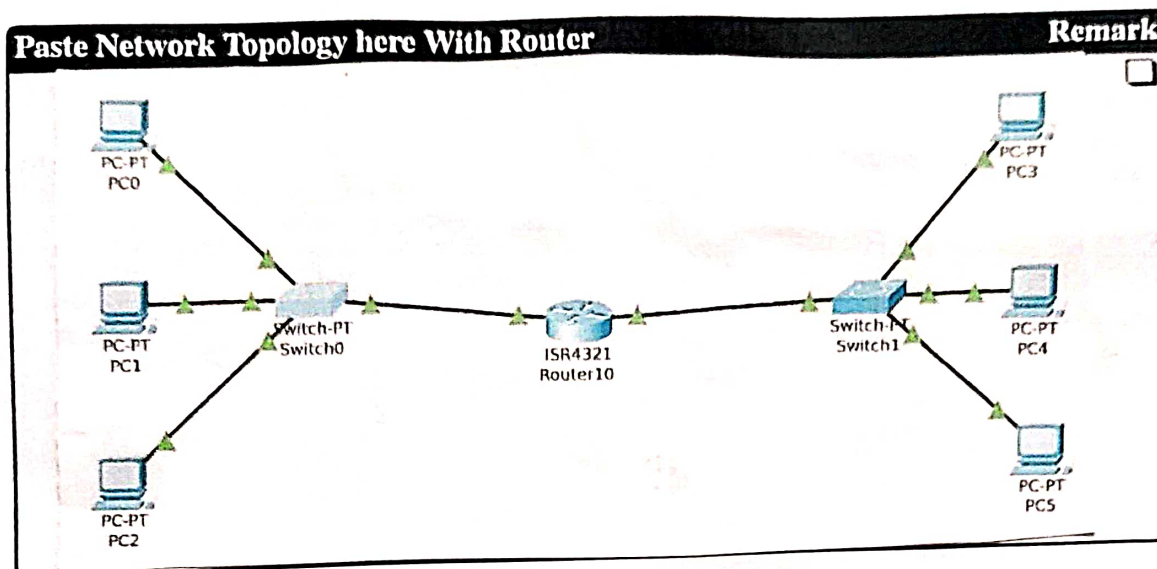 Paste Network Topology here With Router
Remark
PC-PT
PC0
PC-PT
PC3
PC-PT
PC1
Switch-PT
Switch0
ISR4321
Router10
Switch-PT
Switch1
PC-PT
PC4
PC-PT
PC2
PC-PT
PC5